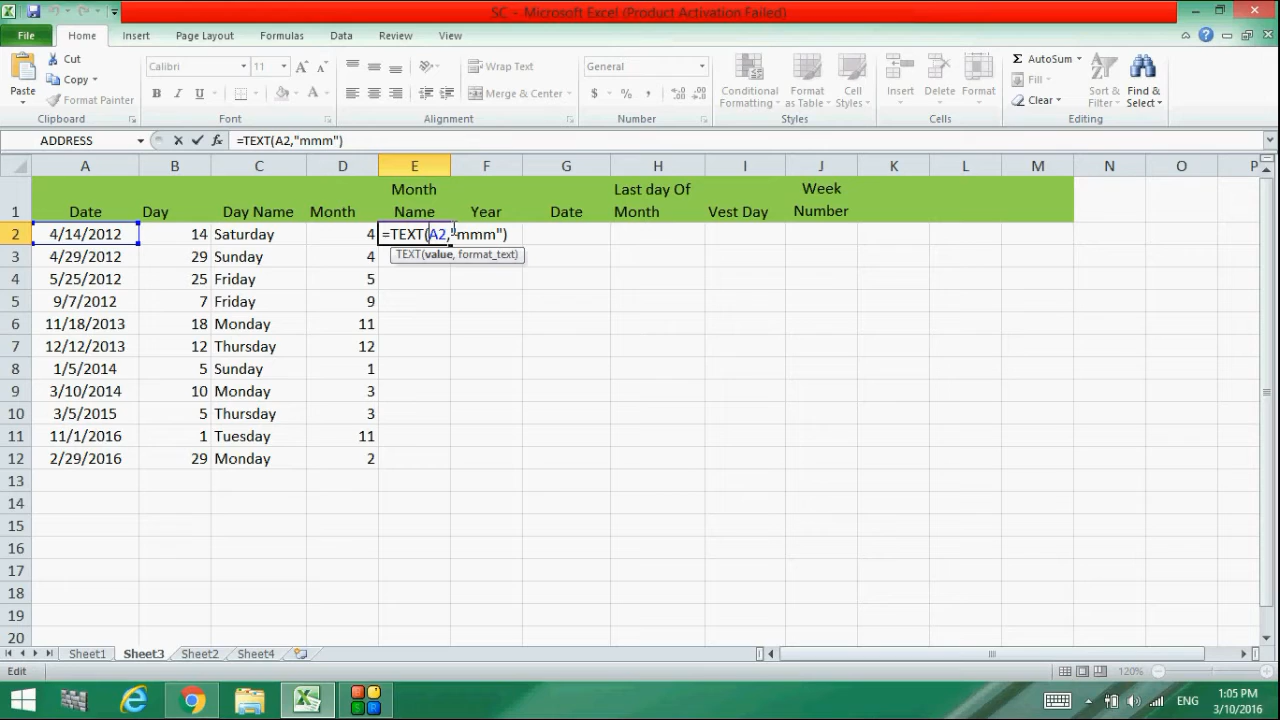 SC - Microsoft Excel (Product Activation Failed)
File Home Insert Page Layout Formulas Data Review View
Cut
Copy
Format Painter
Paste
Clipboard
Calibri 11
B I U
Font
Wrap Text
Merge & Center
Alignment
General
$ % ,
Number
Conditional Formatting
Format as Table
Cell Styles
Styles
Insert Delete Format
Cells
AutoSum
Fill
Clear
Sort & Filter
Find & Select
Editing
ADDRESS fx =TEXT(A2,"mmm")
A B C D E F G H I J K L M N O P
1 Date Day Day Name Month Month Name Year Date Last day Of Month Vest Day Week Number
2 4/14/2012 14 Saturday 4 =TEXT(A2,"mmm")
TEXT(value, format_text)
3 4/29/2012 29 Sunday 4
4 5/25/2012 25 Friday 5
5 9/7/2012 7 Friday 9
6 11/18/2013 18 Monday 11
7 12/12/2013 12 Thursday 12
8 1/5/2014 5 Sunday 1
9 3/10/2014 10 Monday 3
10 3/5/2015 5 Thursday 3
11 11/1/2016 1 Tuesday 11
12 2/29/2016 29 Monday 2
13
14
15
16
17
18
19
20
Sheet1 Sheet3 Sheet2 Sheet4
Edit 120%
ENG 1:05 PM
3/10/2016